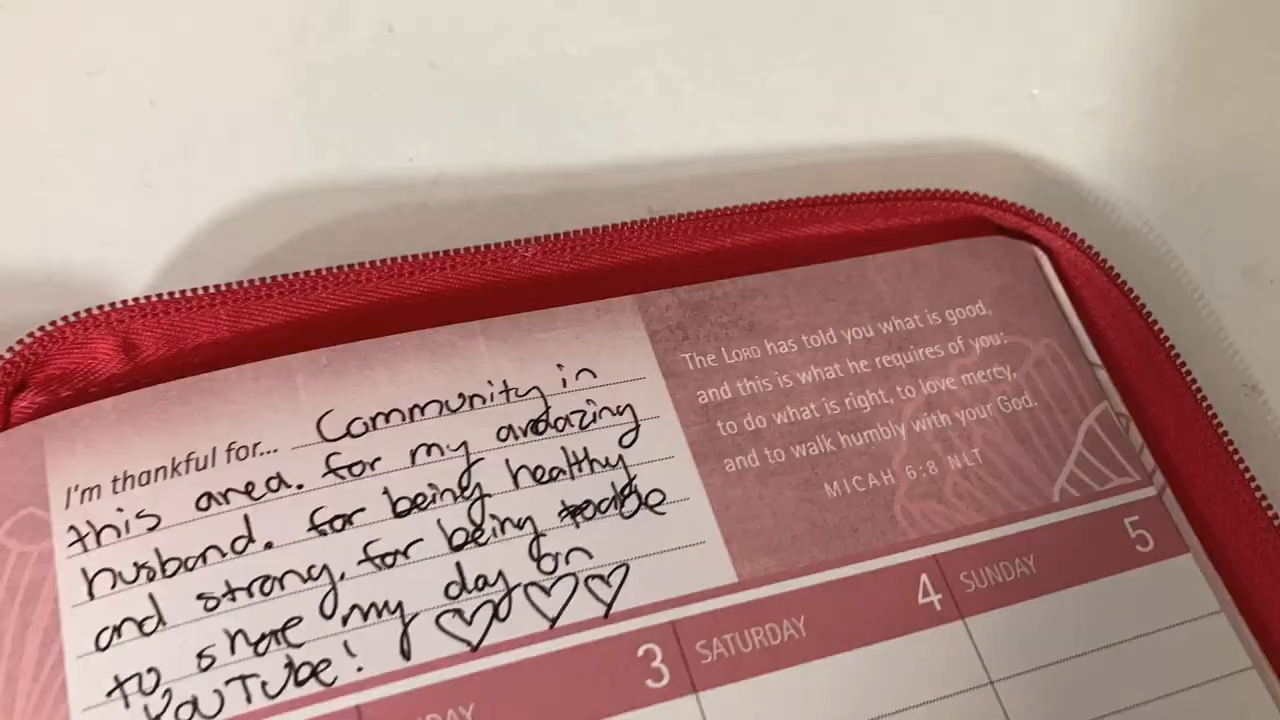 I'm thankful for... Community in
this area. for my amazing
husband. for being healthy
and strong. for being able
to share my day on
YOUTUBE! ♡♡♡
The LORD has told you what is good,
and this is what he requires of you:
to do what is right, to love mercy,
and to walk humbly with your God.
MICAH 6:8 NLT
DAY 3
SATURDAY 4
SUNDAY 5